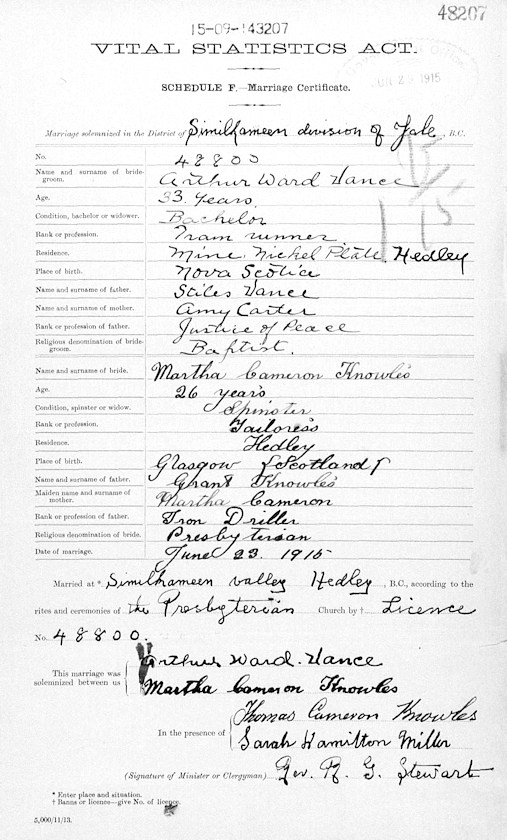 15-09-143207
48207
VITAL STATISTICS ACT.
JUN 29 1915
SCHEDULE F.—Marriage Certificate.
Marriage solemnized in the District of Similkameen division of Yale, B.C.
No. 48800
Name and surname of bridegroom. Arthur Ward Vance
Age. 33 Years
Condition, bachelor or widower. Bachelor
Rank or profession. Tram runner
Residence. Mine Nickel Plate. Hedley
Place of birth. Nova Scotia
Name and surname of father. Stiles Vance
Name and surname of mother. Amy Carter
Rank or profession of father. Justice of Peace
Religious denomination of bridegroom. Baptist.
Name and surname of bride. Martha Cameron Knowles
Age. 26 years
Condition, spinster or widow. Spinster
Rank or profession. Tailoress
Residence. Hedley
Place of birth. Glasgow (Scotland)
Name and surname of father. Grant Knowles
Maiden name and surname of mother. Martha Cameron
Rank or profession of father. Iron Driller
Religious denomination of bride. Presbyterian
Date of marriage. June 23. 1915
Married at * Similkameen valley Hedley, B.C., according to the
rites and ceremonies of the Presbyterian Church by † Licence
No. 48800.
This marriage was solemnized between us
Arthur Ward. Vance
Martha Cameron Knowles
In the presence of
Thomas Cameron Knowles
Sarah Hamilton Miller
(Signature of Minister or Clergyman) Rev. R. G. Stewart
* Enter place and situation.
† Banns or licence—give No. of licence.
5,000/11/13.